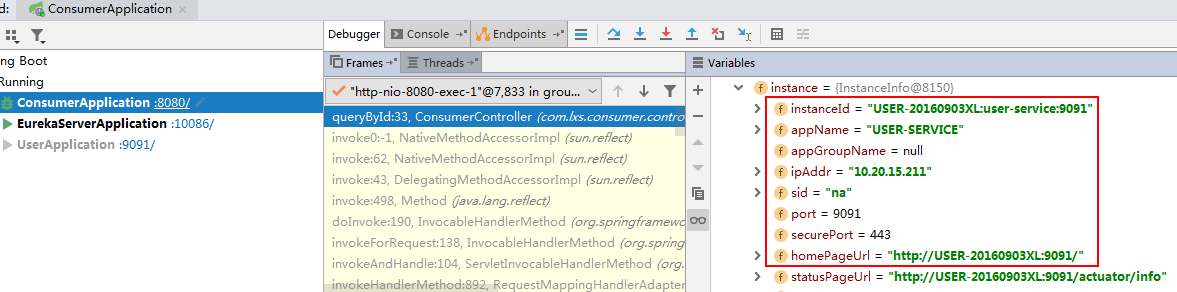 d: ConsumerApplication
Debugger Console Endpoints
ng Boot
Running
ConsumerApplication :8080/
EurekaServerApplication :10086/
UserApplication :9091/
Frames Threads
"http-nio-8080-exec-1"@7,833 in grou...
queryById:33, ConsumerController (com.lxs.consumer.contro
invoke0:-1, NativeMethodAccessorImpl (sun.reflect)
invoke:62, NativeMethodAccessorImpl (sun.reflect)
invoke:43, DelegatingMethodAccessorImpl (sun.reflect)
invoke:498, Method (java.lang.reflect)
doInvoke:190, InvocableHandlerMethod (org.springframew
invokeForRequest:138, InvocableHandlerMethod (org.spring
invokeAndHandle:104, ServletInvocableHandlerMethod (org.
invokeHandlerMethod:892, RequestMappingHandlerAdapter
Variables
instance = {InstanceInfo@8150}
instanceId = "USER-20160903XL:user-service:9091"
appName = "USER-SERVICE"
appGroupName = null
ipAddr = "10.20.15.211"
sid = "na"
port = 9091
securePort = 443
homePageUrl = "http://USER-20160903XL:9091/"
statusPageUrl = "http://USER-20160903XL:9091/actuator/info"